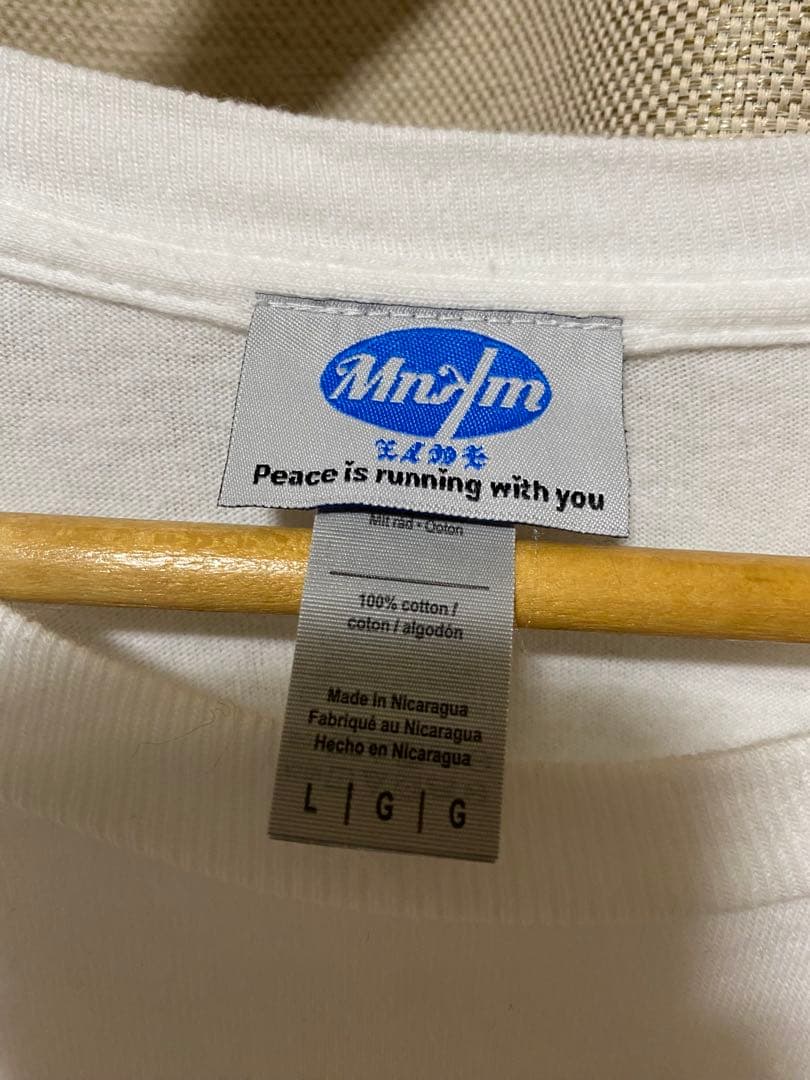 Peace is running with you
100% cotton /
coton / algodón
Made in Nicaragua
Fabriqué au Nicaragua
Hecho en Nicaragua
L | G | G